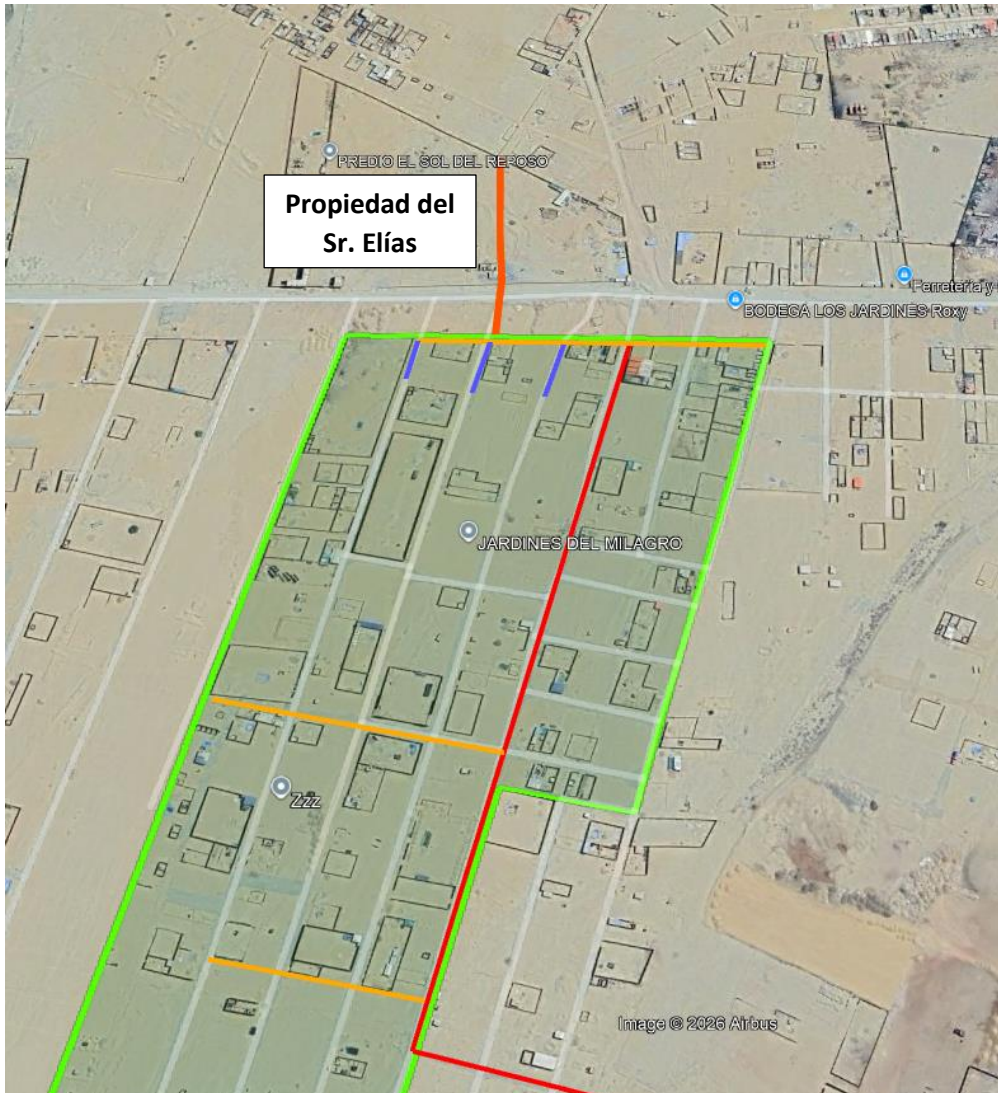 PREDIO EL SOL DEL REPOSO
Propiedad del
Sr. Elías
Ferretería y
BODEGA LOS JARDINES Roxy
JARDINES DEL MILAGRO
Zzz
Image © 2026 Airbus